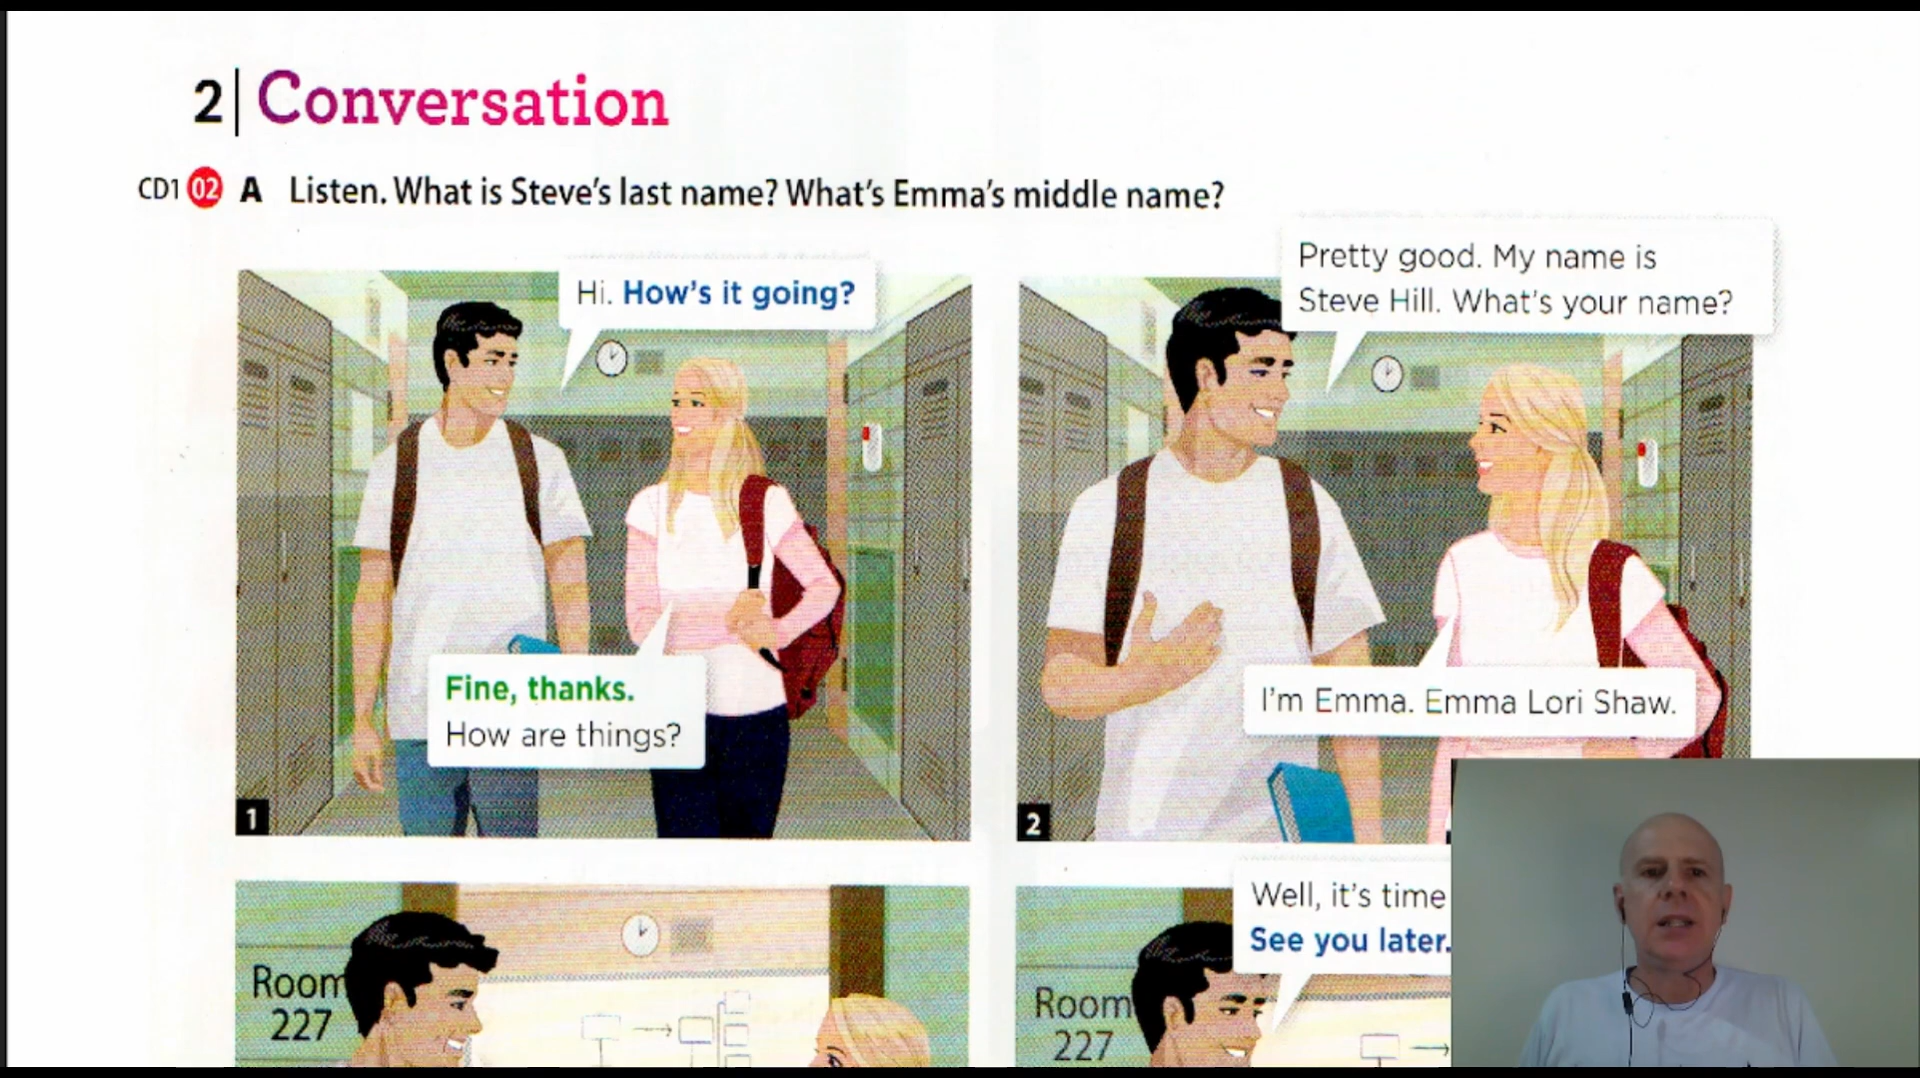 2 | Conversation
CD1 02 A Listen. What is Steve's last name? What's Emma's middle name?
Hi. How's it going?
Fine, thanks.
How are things?
1
Pretty good. My name is
Steve Hill. What's your name?
I'm Emma. Emma Lori Shaw.
2
Room
227
Well, it's time
See you later.
Room
227